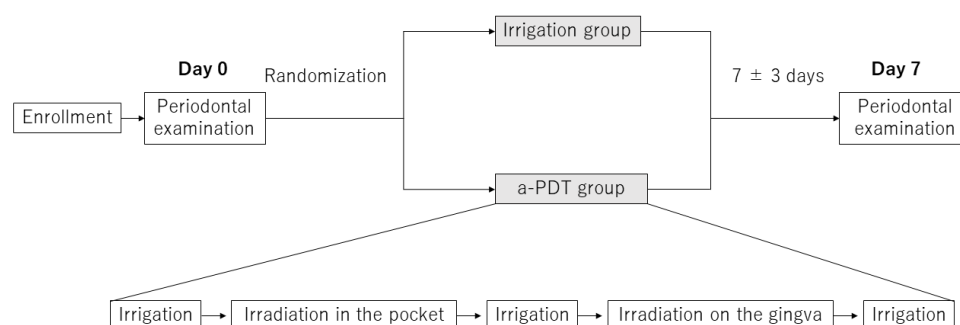 Irrigation group
Day 0
Randomization
7 ± 3 days
Day 7
Enrollment
Periodontal
examination
Periodontal
examination
a-PDT group
Irrigation
Irradiation in the pocket
Irrigation
Irradiation on the gingva
Irrigation